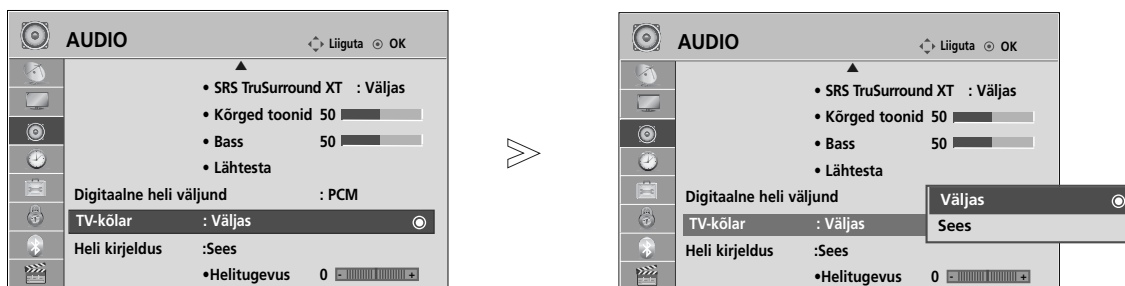 AUDIO
Liiguta OK
• SRS TruSurround XT : Väljas
• Kõrged toonid 50
• Bass 50
• Lähtesta
Digitaalne heli väljund : PCM
TV-kõlar : Väljas
Heli kirjeldus :Sees
•Helitugevus 0 - +
AUDIO
Liiguta OK
• SRS TruSurround XT : Väljas
• Kõrged toonid 50
• Bass 50
• Lähtesta
Digitaalne heli väljund
TV-kõlar : Väljas
Heli kirjeldus :Sees
•Helitugevus 0 - +
Väljas
Sees